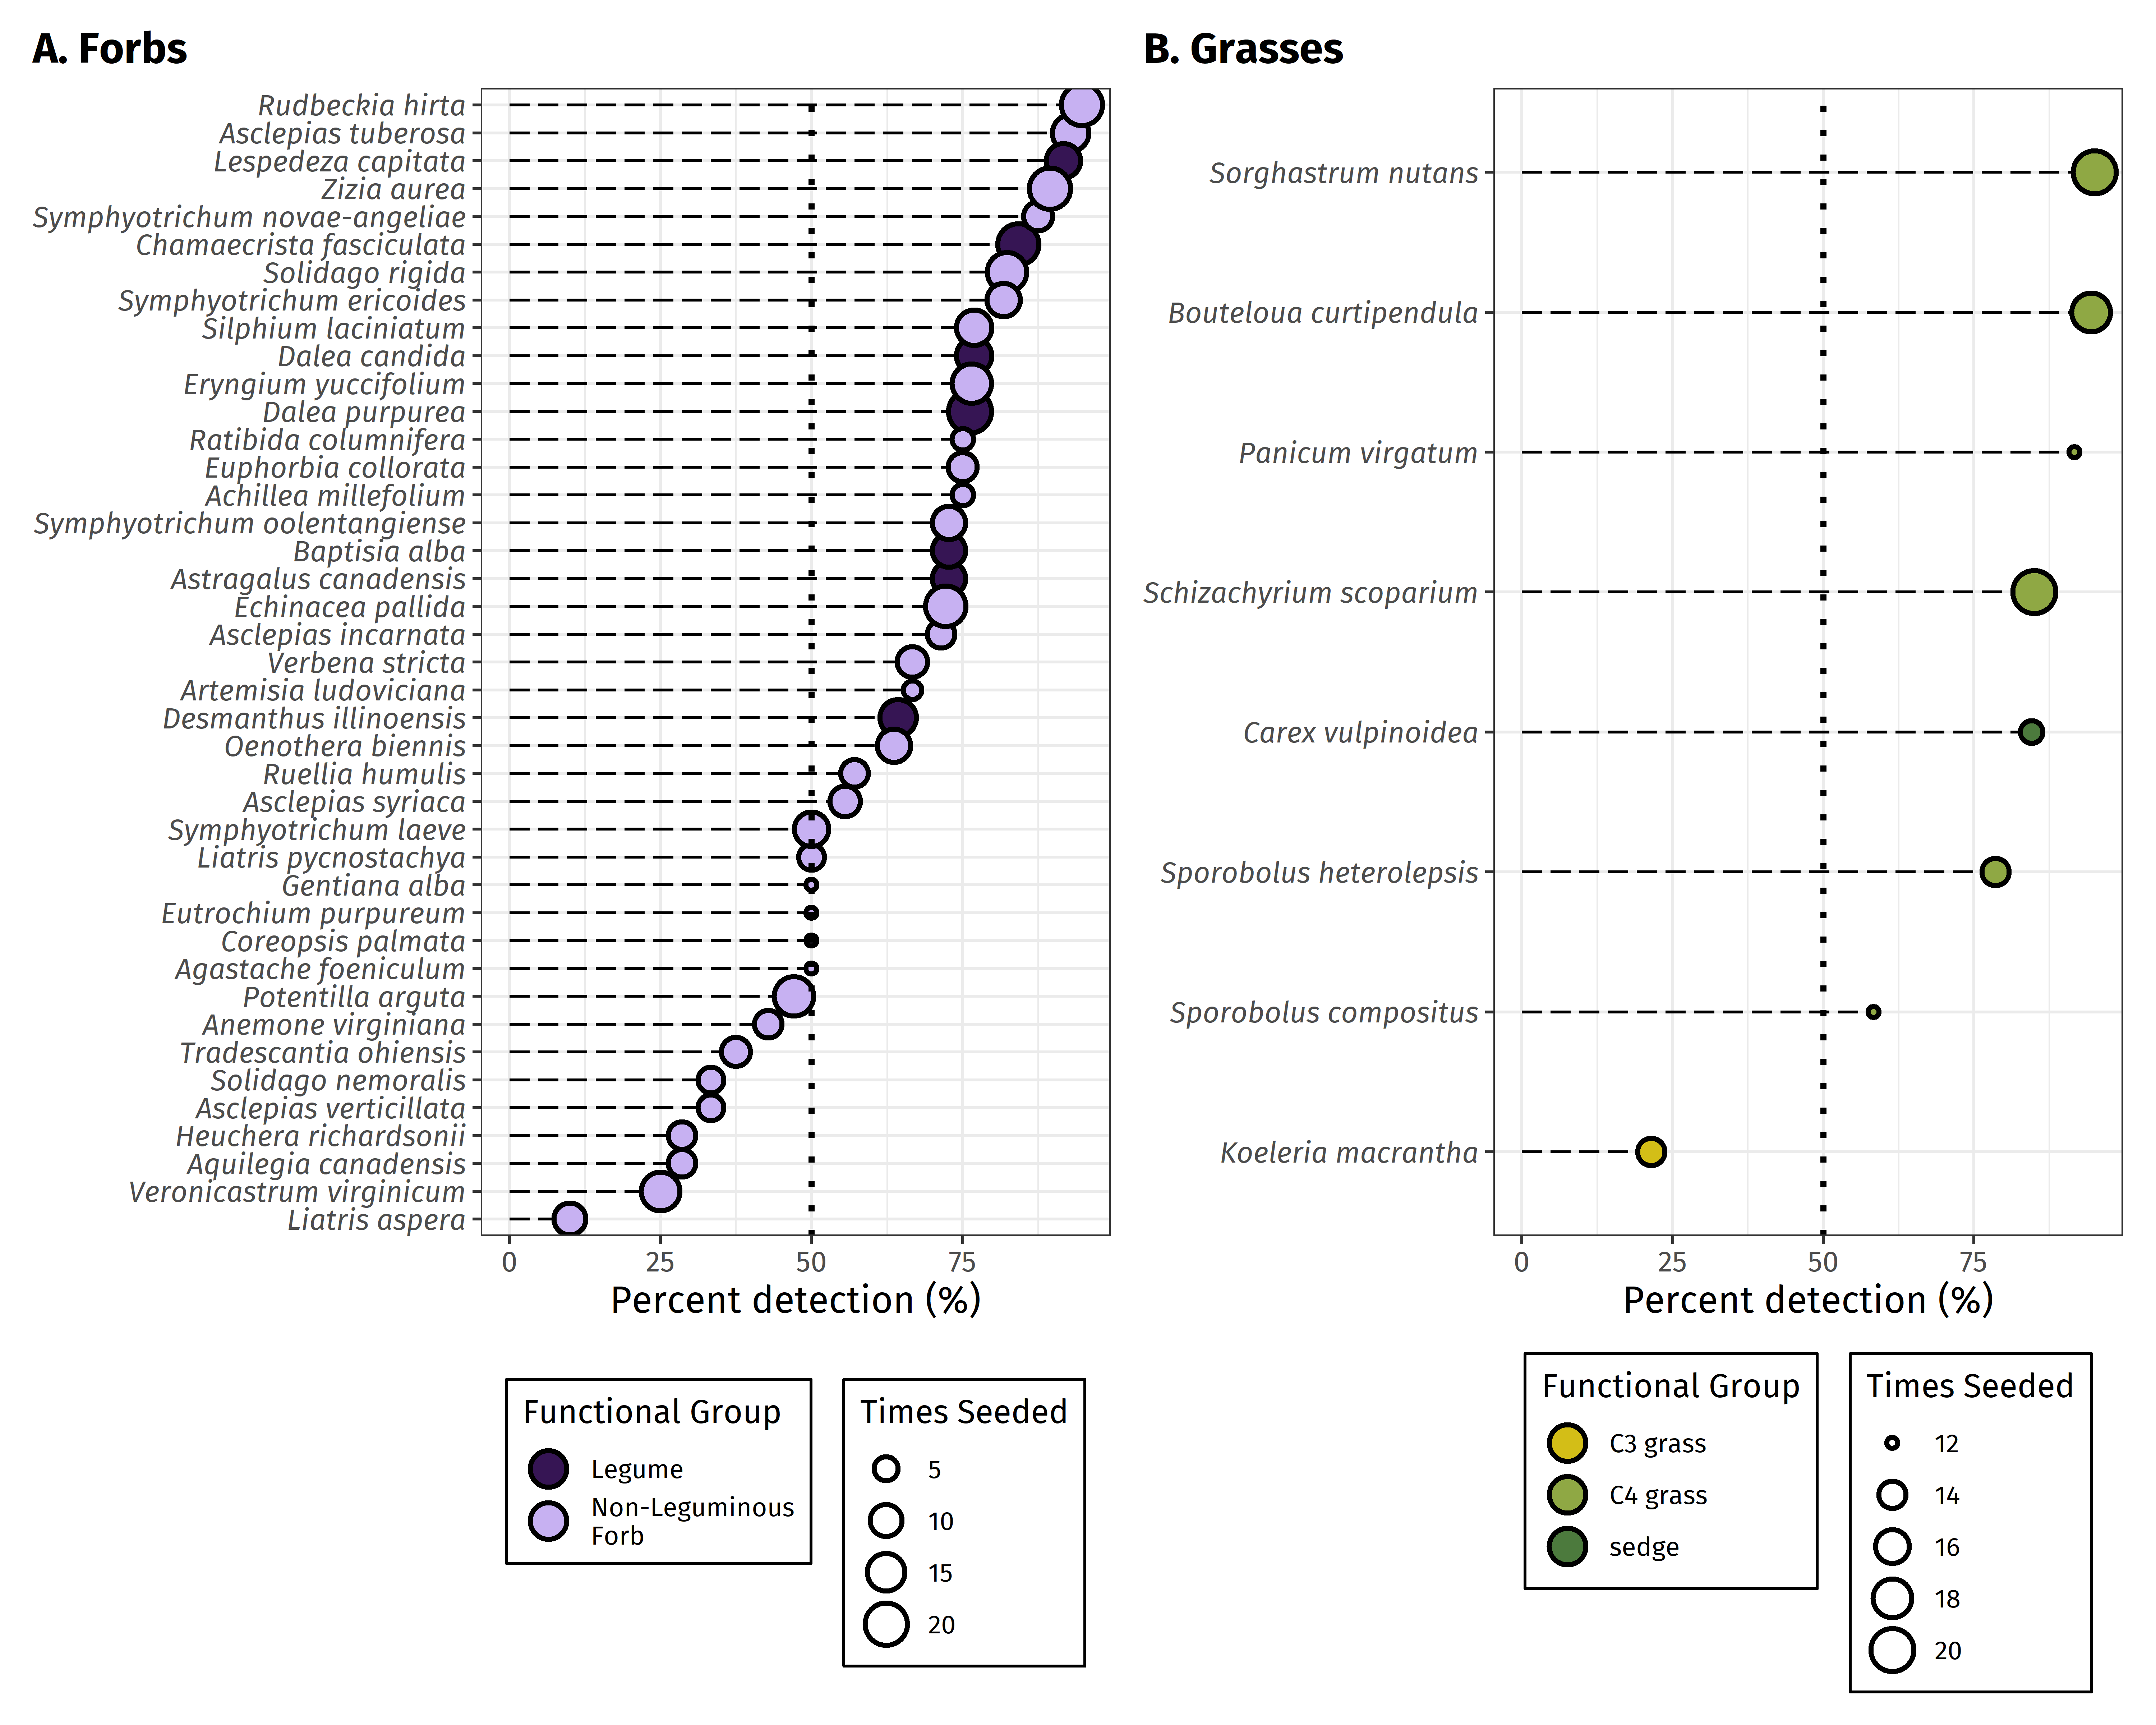 A. Forbs
Rudbeckia hirta
Asclepias tuberosa
Lespedeza capitata
Zizia aurea
Symphyotrichum novae-angeliae
Chamaecrista fasciculata
Solidago rigida
Symphyotrichum ericoides
Silphium laciniatum
Dalea candida
Eryngium yuccifolium
Dalea purpurea
Ratibida columnifera
Euphorbia collorata
Achillea millefolium
Symphyotrichum oolentangiense
Baptisia alba
Astragalus canadensis
Echinacea pallida
Asclepias incarnata
Verbena stricta
Artemisia ludoviciana
Desmanthus illinoensis
Oenothera biennis
Ruellia humulis
Asclepias syriaca
Symphyotrichum laeve
Liatris pycnostachya
Gentiana alba
Eutrochium purpureum
Coreopsis palmata
Agastache foeniculum
Potentilla arguta
Anemone virginiana
Tradescantia ohiensis
Solidago nemoralis
Asclepias verticillata
Heuchera richardsonii
Aquilegia canadensis
Veronicastrum virginicum
Liatris aspera
0 25 50 75
Percent detection (%)
Functional Group
Legume
Non-Leguminous
Forb
Times Seeded
5
10
15
20
B. Grasses
Sorghastrum nutans
Bouteloua curtipendula
Panicum virgatum
Schizachyrium scoparium
Carex vulpinoidea
Sporobolus heterolepsis
Sporobolus compositus
Koeleria macrantha
0 25 50 75
Percent detection (%)
Functional Group
C3 grass
C4 grass
sedge
Times Seeded
12
14
16
18
20